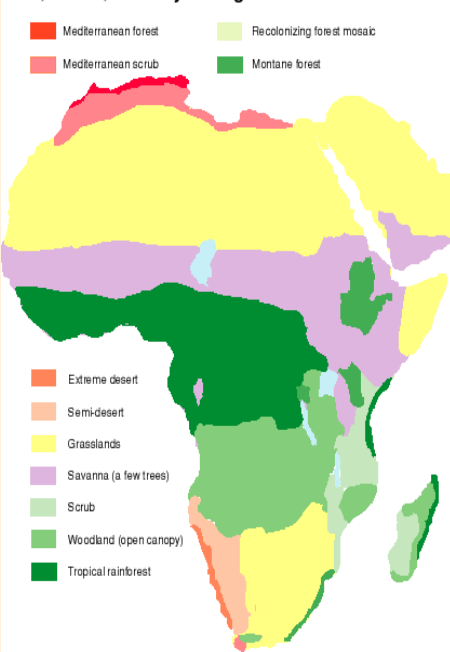 Mediterranean forest
Recolonizing forest mosaic
Mediterranean scrub
Montane forest
Extreme desert
Semi-desert
Grasslands
Savanna (a few trees)
Scrub
Woodland (open canopy)
Tropical rainforest